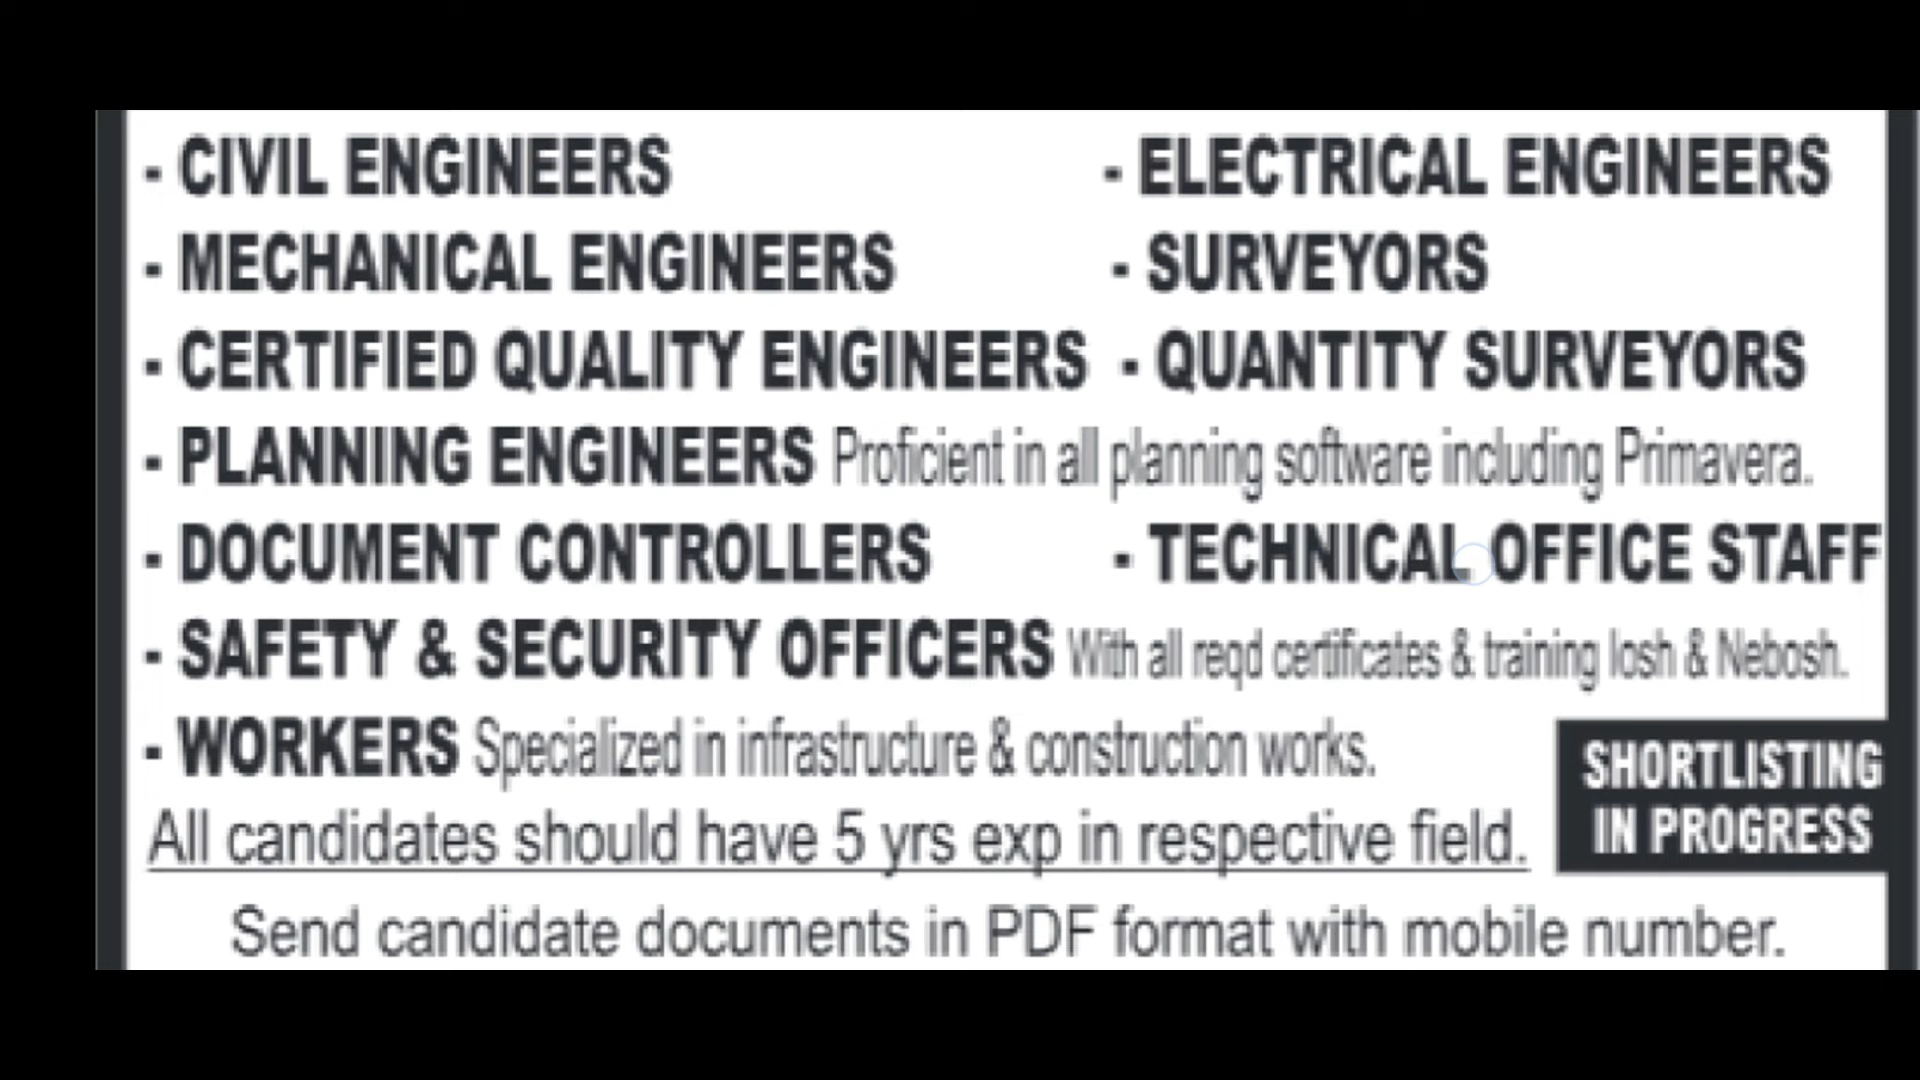 - CIVIL ENGINEERS - ELECTRICAL ENGINEERS
- MECHANICAL ENGINEERS - SURVEYORS
- CERTIFIED QUALITY ENGINEERS - QUANTITY SURVEYORS
- PLANNING ENGINEERS Proficient in all planning software including Primavera.
- DOCUMENT CONTROLLERS - TECHNICAL OFFICE STAFF
- SAFETY & SECURITY OFFICERS With all reqd certificates & training Iosh & Nebosh.
- WORKERS Specialized in infrastructure & construction works.
SHORTLISTING
IN PROGRESS
All candidates should have 5 yrs exp in respective field.
Send candidate documents in PDF format with mobile number.